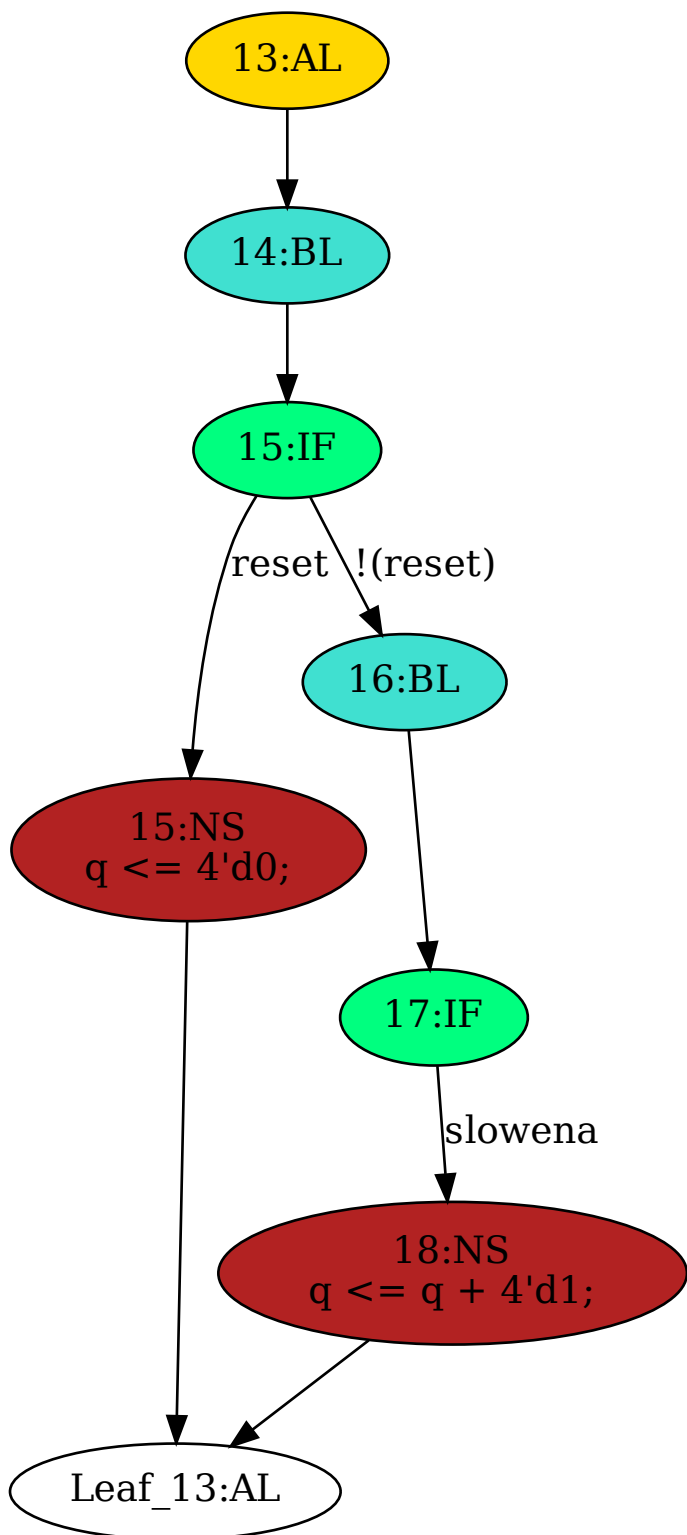 13:AL
14:BL
15:IF
reset
!(reset)
16:BL
15:NS
q <= 4'd0;
17:IF
slowena
18:NS
q <= q + 4'd1;
Leaf_13:AL